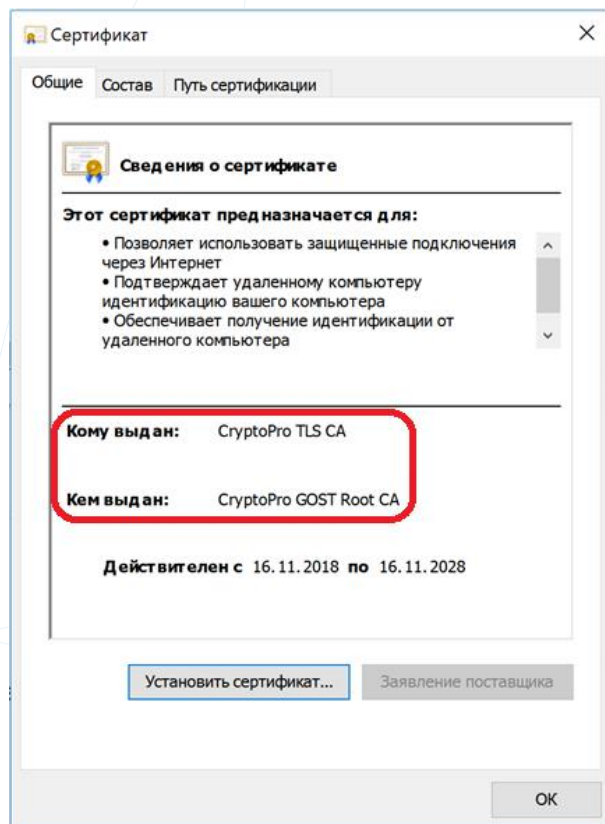 Сертификат
Общие Состав Путь сертификации
Сведения о сертификате
Этот сертификат предназначается для:
• Позволяет использовать защищенные подключения
через Интернет
• Подтверждает удаленному компьютеру
идентификацию вашего компьютера
• Обеспечивает получение идентификации от
удаленного компьютера
Кому выдан: CryptoPro TLS CA
Кем выдан: CryptoPro GOST Root CA
Действителен с 16.11.2018 по 16.11.2028
Установить сертификат... Заявление поставщика
ОК